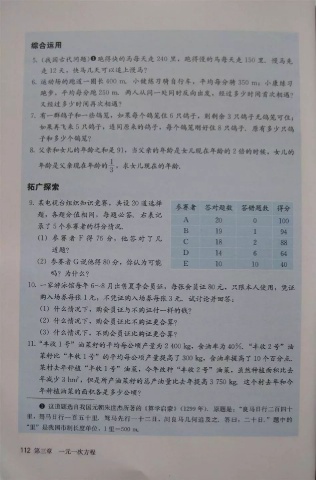 综合运用
5. (我国古代问题)❶跑得快的马每天走 240 里,跑得慢的马每天走 150 里. 慢马先
走 12 天, 快马几天可以追上慢马?
6. 运动场的跑道一圈长 400 m. 小健练习骑自行车, 平均每分骑 350 m; 小康练习
跑步, 平均每分跑 250 m. 两人从同一处同时反向出发, 经过多少时间首次相遇?
又经过多少时间再次相遇?
7. 有一群鸽子和一些鸽笼, 如果每个鸽笼住 6 只鸽子, 则剩余 3 只鸽子无鸽笼可住;
如果再飞来 5 只鸽子, 连同原来的鸽子, 每个鸽笼刚好住 8 只鸽子. 原有多少只鸽
子和多少个鸽笼?
8. 父亲和女儿的年龄之和是 91, 当父亲的年龄是女儿现在年龄的 2 倍的时候, 女儿的
年龄是父亲现在年龄的 1/3, 求女儿现在的年龄.
拓广探索
9. 某电视台组织知识竞赛, 共设 20 道选择
题, 各题分值相同, 每题必答. 右表记
录了 5 个参赛者的得分情况.
(1) 参赛者 F 得 76 分, 他答对了几
道题?
(2) 参赛者 G 说他得 80 分, 你认为可能
吗? 为什么?
参赛者 答对题数 答错题数 得分
A 20 0 100
B 19 1 94
C 18 2 88
D 14 6 64
E 10 10 40
10. 一家游泳馆每年 6~8 月出售夏季会员证, 每张会员证 80 元, 只限本人使用, 凭证
购入场券每张 1 元, 不凭证购入场券每张 3 元. 试讨论并回答:
(1) 什么情况下, 购会员证与不购证付一样的钱?
(2) 什么情况下, 购会员证比不购证更合算?
(3) 什么情况下, 不购会员证比购证更合算?
11. “丰收 1 号” 油菜籽的平均每公顷产量为 2 400 kg, 含油率为 40%. “丰收 2 号” 油
菜籽比 “丰收 1 号” 的平均每公顷产量提高了 300 kg, 含油率提高了 10 个百分点.
某村去年种植 “丰收 1 号” 油菜, 今年改种 “丰收 2 号” 油菜, 虽然种植面积比去
年减少 3 hm², 但是所产油菜籽的总产油量比去年提高 3 750 kg. 这个村去年和今
年种植油菜的面积各是多少公顷?
❶ 这道题选自我国元朝朱世杰所著的《算学启蒙》(1299 年). 原题是: “良马日行二百四十
里, 驽马日行一百五十里. 驽马先行一十二日, 问良马几何追及之. 答曰: 二十日.” 题中的
“里” 是我国市制长度单位, 1 里=500 m.
112 第三章 一元一次方程